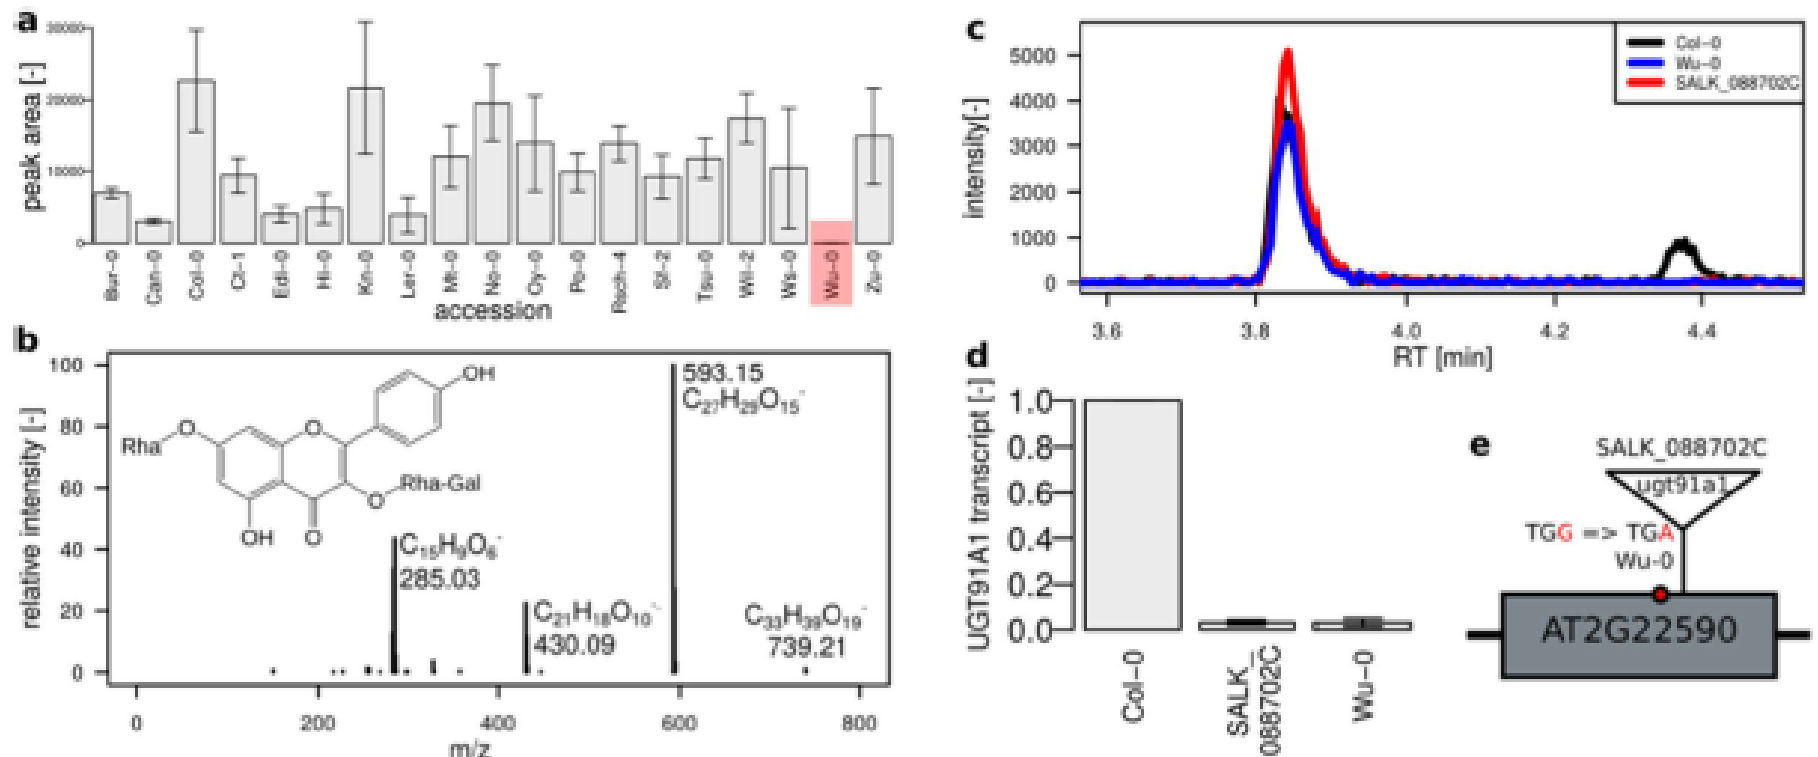 a
peak area [-]
30000
20000
10000
0
Bur-0
Can-0
Col-0
Ct-1
Edi-0
Hi-0
Kn-0
Ler-0
Mt-0
No-0
Oy-0
Po-0
Rsch-4
Sf-2
Tsu-0
Wil-2
Ws-0
Wu-0
Zu-0
accession
b
relative intensity [-]
100
80
60
40
20
0
0
200
400
600
800
m/z
OH
O
Rha
O
Rha-Gal
O
OH
O
593.15
C27H29O15-
C15H9O6-
285.03
C21H18O10-
430.09
C33H39O19-
739.21
c
intensity[-]
5000
4000
3000
2000
1000
0
3.6
3.8
4.0
4.2
4.4
RT [min]
Col-0
Wu-0
SALK_088702C
d
UGT91A1 transcript [-]
1.0
0.8
0.6
0.4
0.2
0.0
Col-0
SALK_
088702C
Wu-0
e
SALK_088702C
ugt91a1
TGG => TGA
Wu-0
AT2G22590